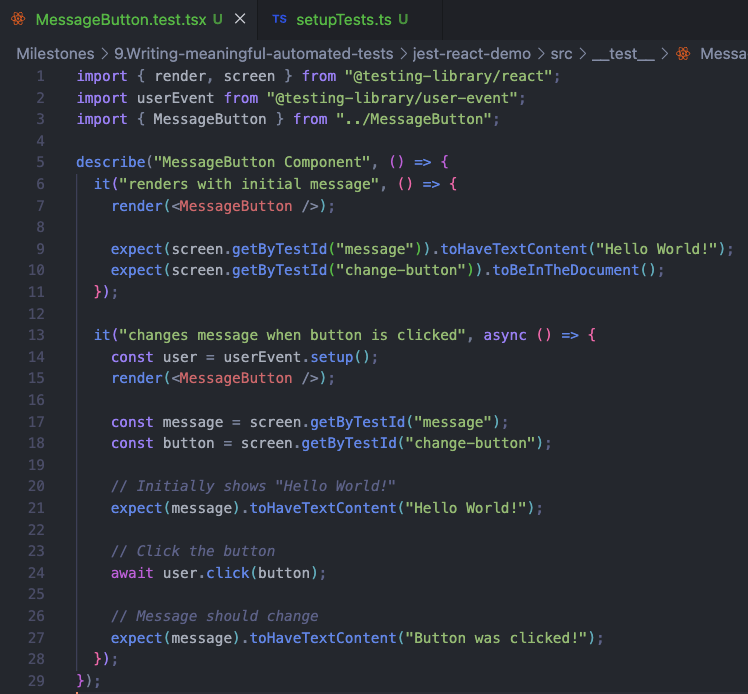 MessageButton.test.tsx U ×
TS setupTests.ts U
Milestones > 9.Writing-meaningful-automated-tests > jest-react-demo > src > __test__ > Messa
1 import { render, screen } from "@testing-library/react";
2 import userEvent from "@testing-library/user-event";
3 import { MessageButton } from "../MessageButton";
4
5 describe("MessageButton Component", () => {
6 it("renders with initial message", () => {
7 render(<MessageButton />);
8
9 expect(screen.getByTestId("message")).toHaveTextContent("Hello World!");
10 expect(screen.getByTestId("change-button")).toBeInTheDocument();
11 });
12
13 it("changes message when button is clicked", async () => {
14 const user = userEvent.setup();
15 render(<MessageButton />);
16
17 const message = screen.getByTestId("message");
18 const button = screen.getByTestId("change-button");
19
20 // Initially shows "Hello World!"
21 expect(message).toHaveTextContent("Hello World!");
22
23 // Click the button
24 await user.click(button);
25
26 // Message should change
27 expect(message).toHaveTextContent("Button was clicked!");
28 });
29 });